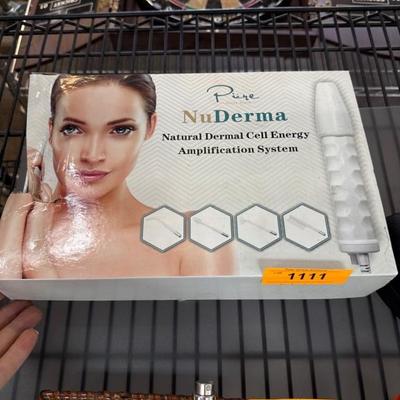 Pure
NuDerma
Natural Dermal Cell Energy
Amplification System
1111